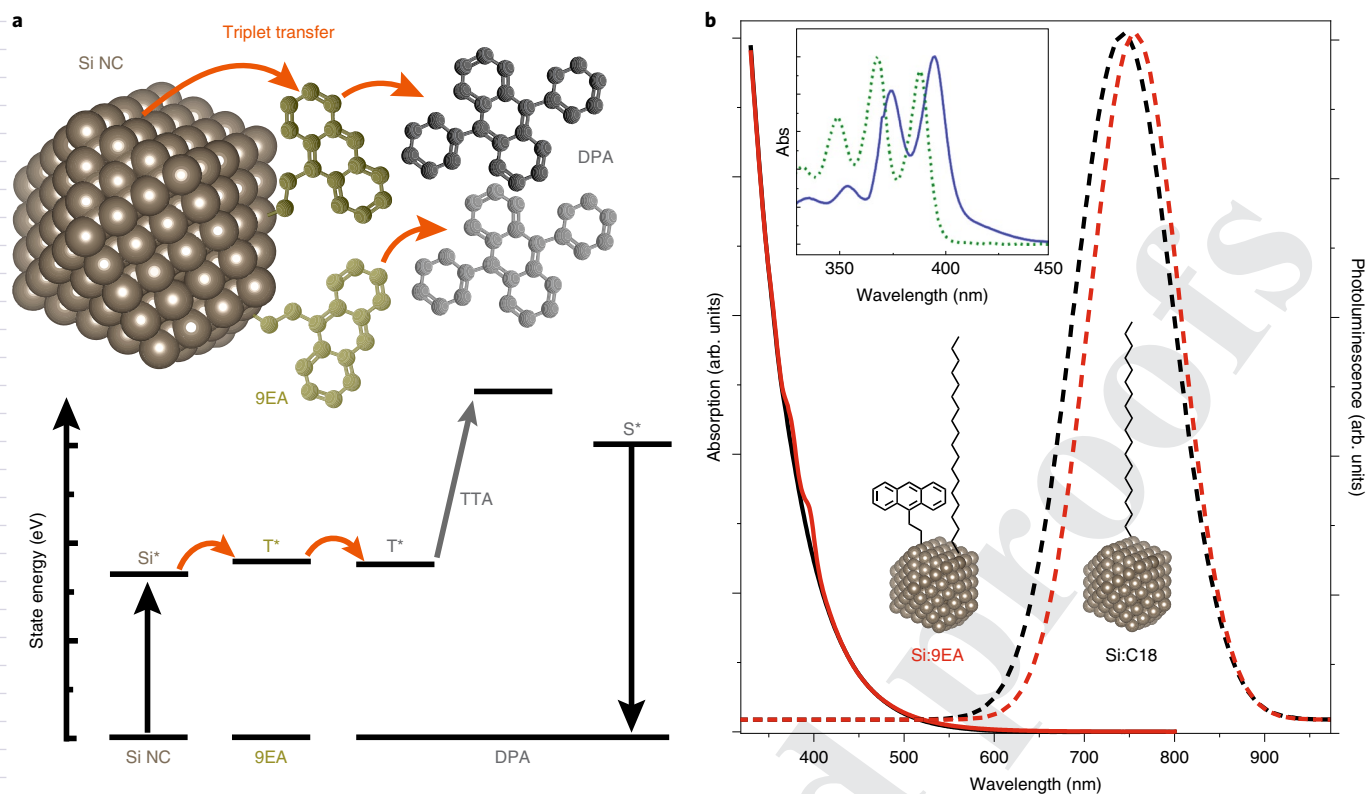 a
Triplet transfer
Si NC
DPA
9EA
State energy (eV)
Si*
T*
T*
TTA
S*
Si NC
9EA
DPA
b
Absorption (arb. units)
Photoluminescence (arb. units)
Abs
350
400
450
Wavelength (nm)
Si:9EA
Si:C18
400
500
600
700
800
900
Wavelength (nm)
d proofs